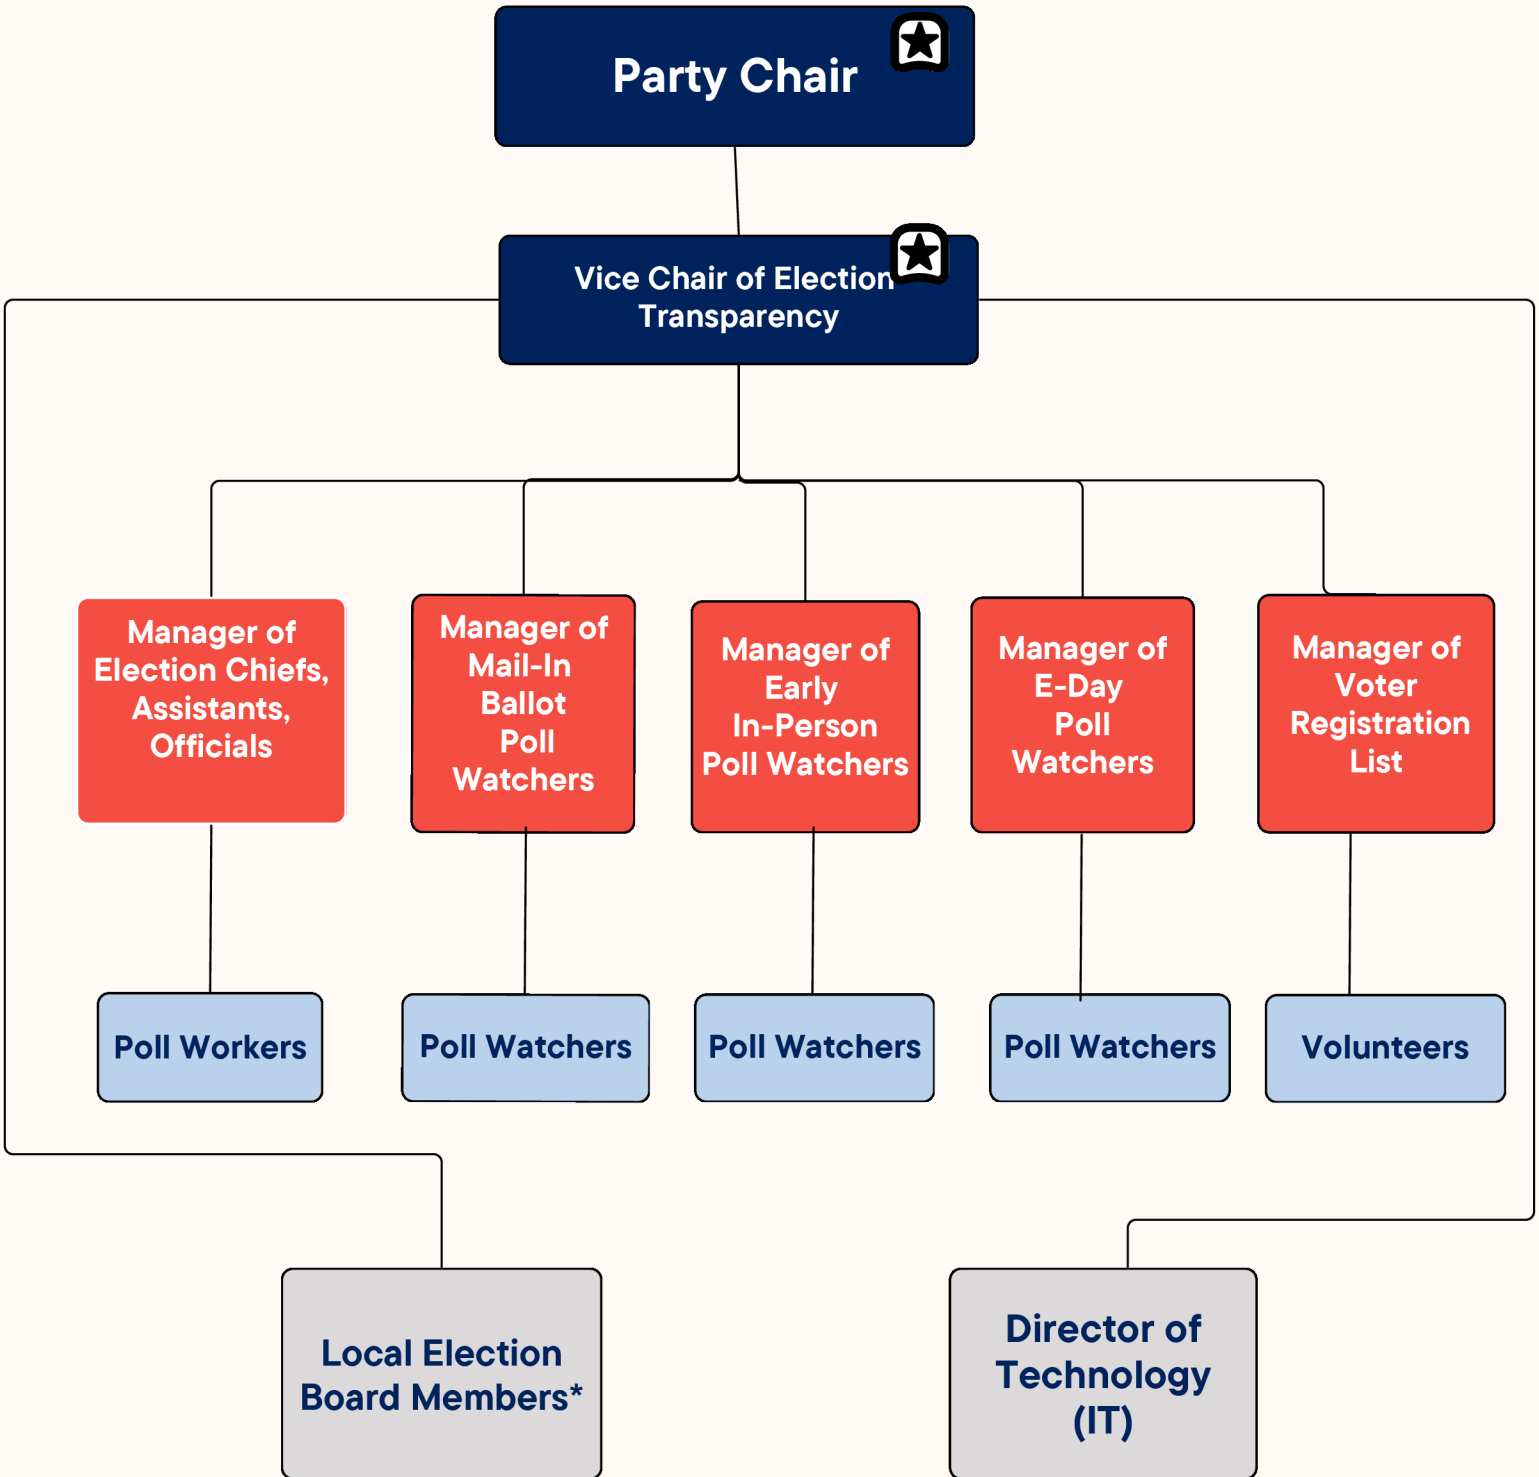 Party Chair
Vice Chair of Election
Transparency
Manager of
Election Chiefs,
Assistants,
Officials
Manager of
Mail-In
Ballot
Poll
Watchers
Manager of
Early
In-Person
Poll Watchers
Manager of
E-Day
Poll
Watchers
Manager of
Voter
Registration
List
Poll Workers
Poll Watchers
Poll Watchers
Poll Watchers
Volunteers
Local Election
Board Members*
Director of
Technology
(IT)